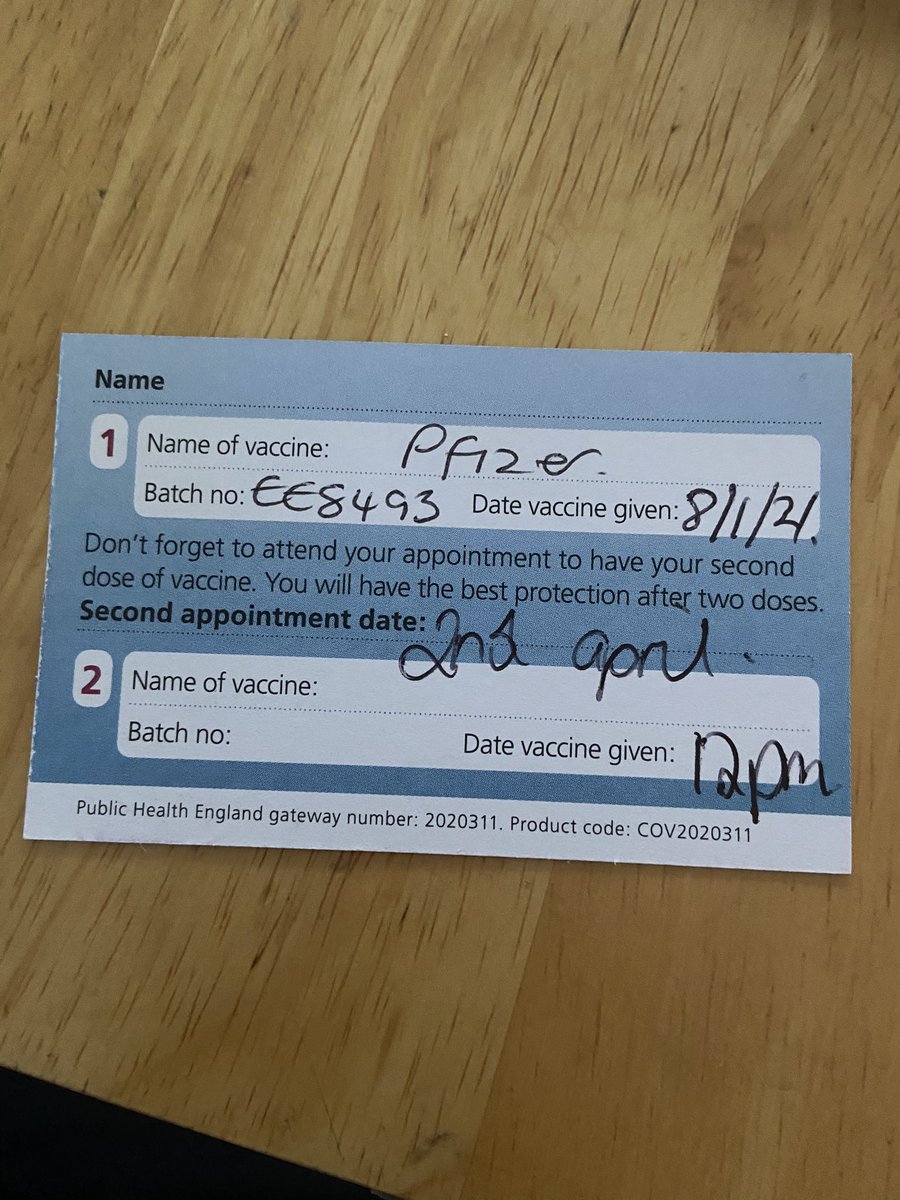 Name
1 Name of vaccine: Pfizer.
Batch no: EE8493 Date vaccine given: 8/1/21.
Don't forget to attend your appointment to have your second
dose of vaccine. You will have the best protection after two doses.
Second appointment date: 2nd april.
2 Name of vaccine:
Batch no: Date vaccine given: 12pm
Public Health England gateway number: 2020311. Product code: COV2020311